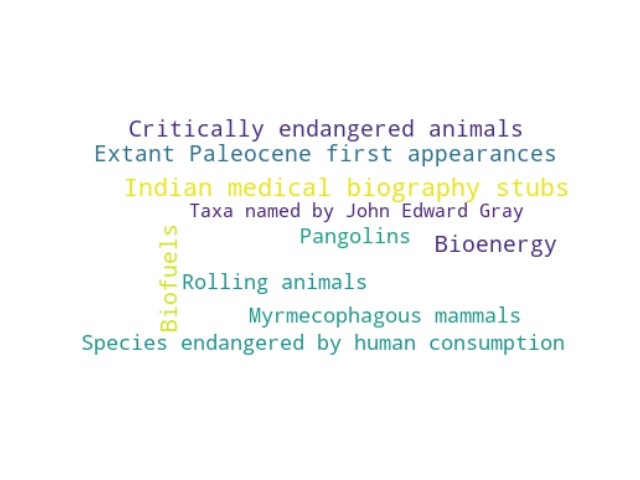 Critically endangered animals
Extant Paleocene first appearances
Indian medical biography stubs
Taxa named by John Edward Gray
Pangolins
Bioenergy
Biofuels
Rolling animals
Myrmecophagous mammals
Species endangered by human consumption